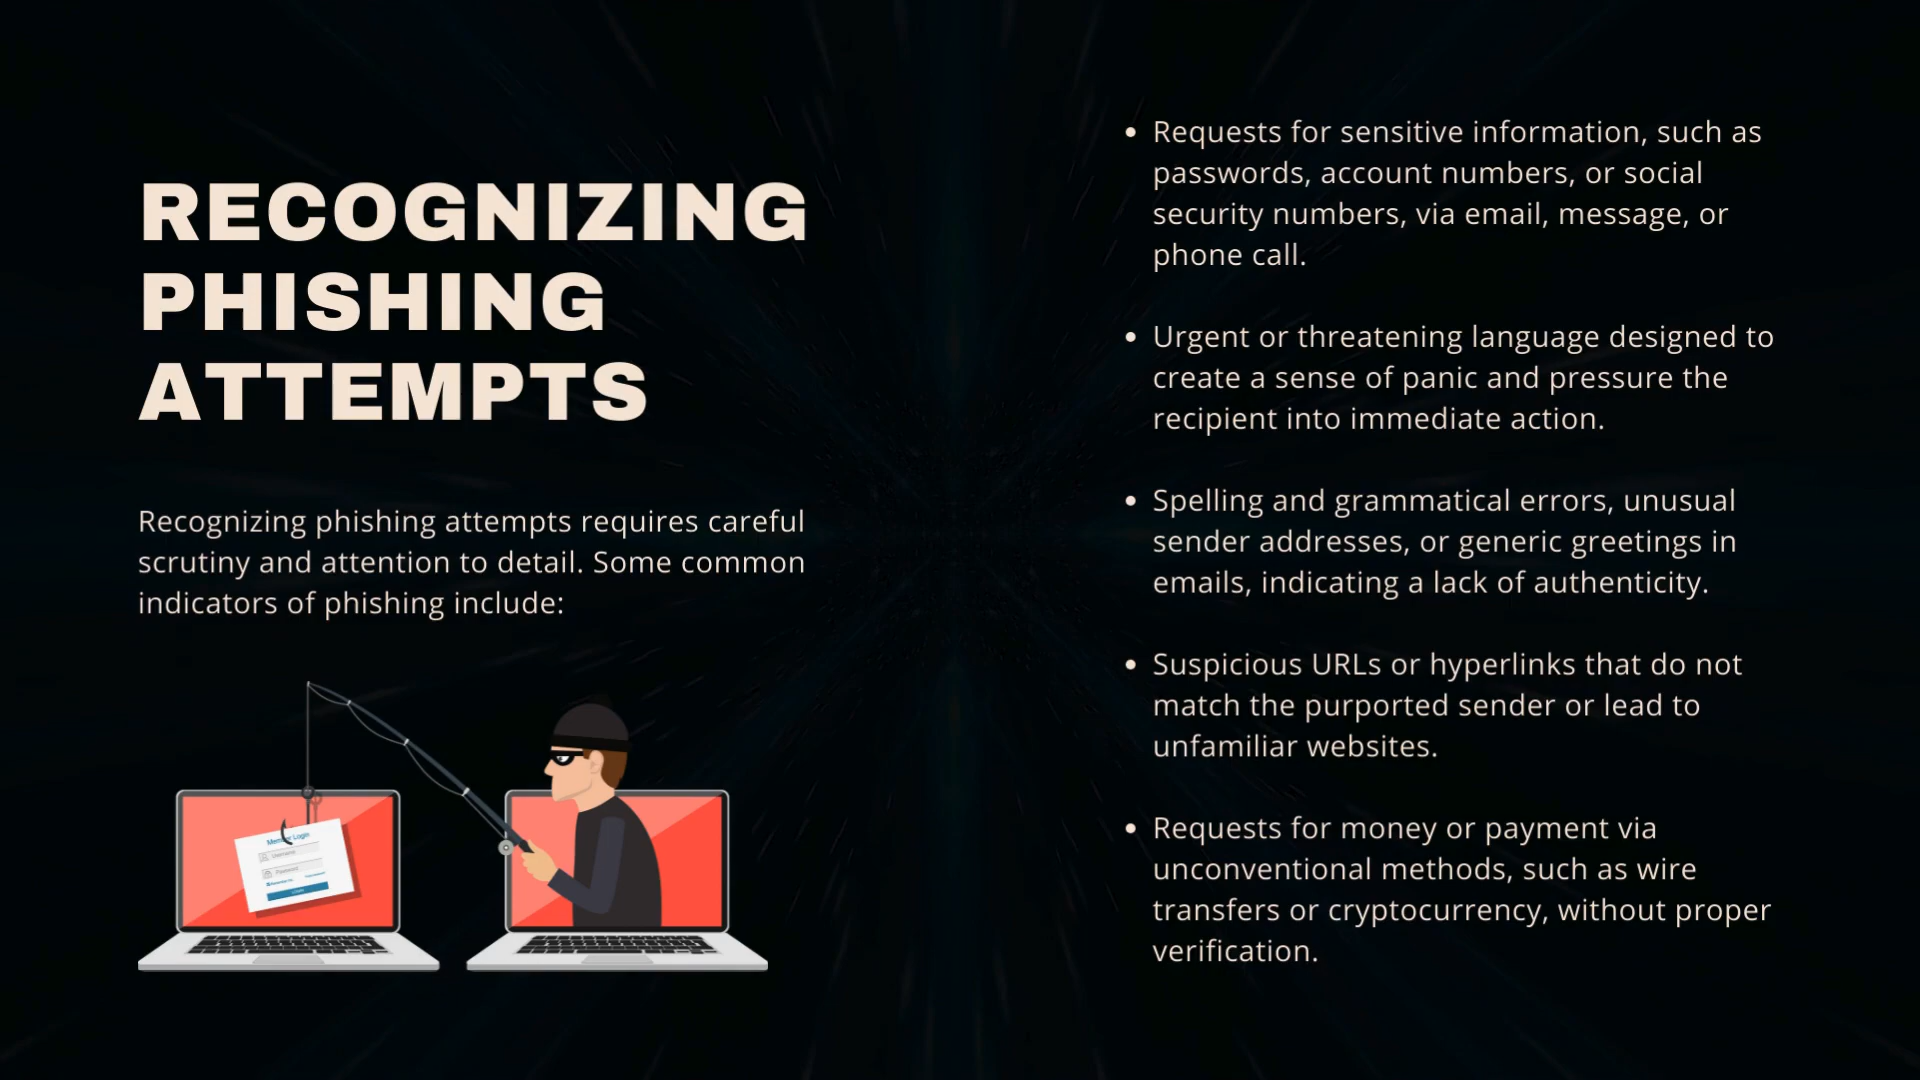 RECOGNIZING
PHISHING
ATTEMPTS
Recognizing phishing attempts requires careful
scrutiny and attention to detail. Some common
indicators of phishing include:
Login
Username
Password
• Requests for sensitive information, such as
passwords, account numbers, or social
security numbers, via email, message, or
phone call.
• Urgent or threatening language designed to
create a sense of panic and pressure the
recipient into immediate action.
• Spelling and grammatical errors, unusual
sender addresses, or generic greetings in
emails, indicating a lack of authenticity.
• Suspicious URLs or hyperlinks that do not
match the purported sender or lead to
unfamiliar websites.
• Requests for money or payment via
unconventional methods, such as wire
transfers or cryptocurrency, without proper
verification.